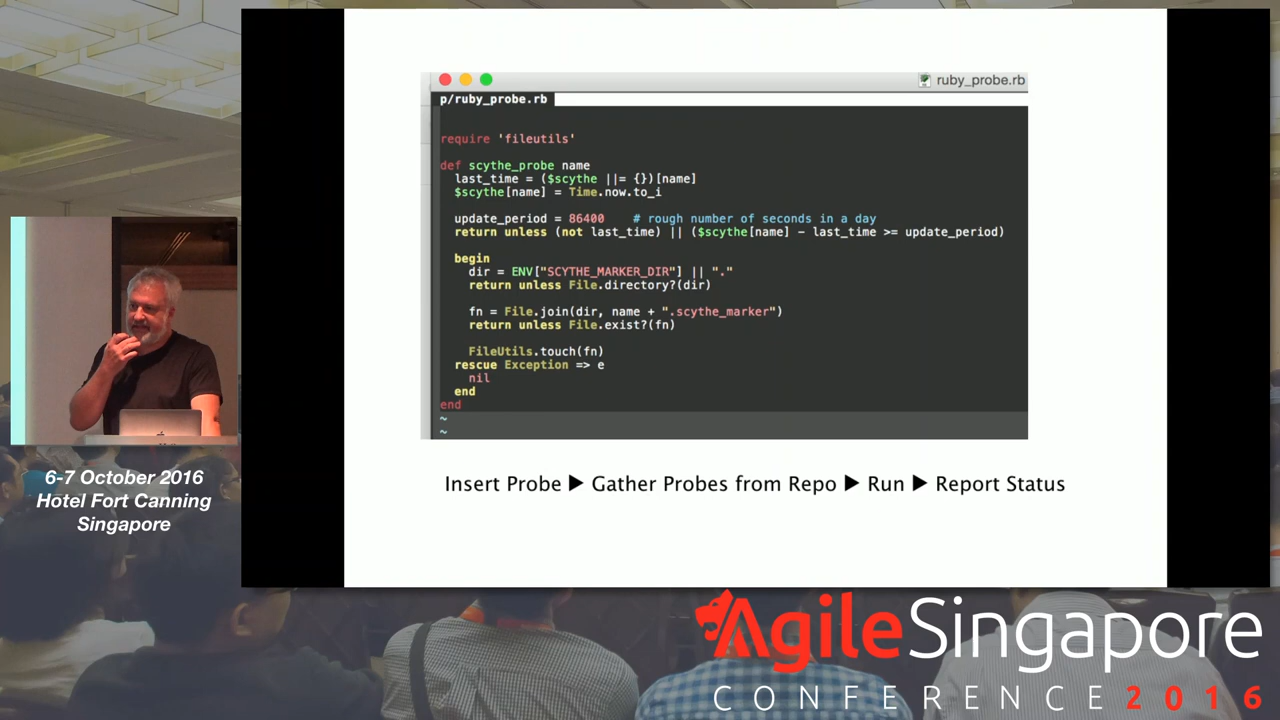 ruby_probe.rb
p/ruby_probe.rb
require 'fileutils'
def scythe_probe name
last_time = ($scythe ||= {})[name]
$scythe[name] = Time.now.to_i
update_period = 86400    # rough number of seconds in a day
return unless (not last_time) || ($scythe[name] - last_time >= update_period)
begin
dir = ENV["SCYTHE_MARKER_DIR"] || "."
return unless File.directory?(dir)
fn = File.join(dir, name + ".scythe_marker")
return unless File.exist?(fn)
FileUtils.touch(fn)
rescue Exception => e
nil
end
end
~
~
Insert Probe ▶ Gather Probes from Repo ▶ Run ▶ Report Status
6-7 October 2016
Hotel Fort Canning
Singapore
AgileSingapore
CONFERENCE 2016